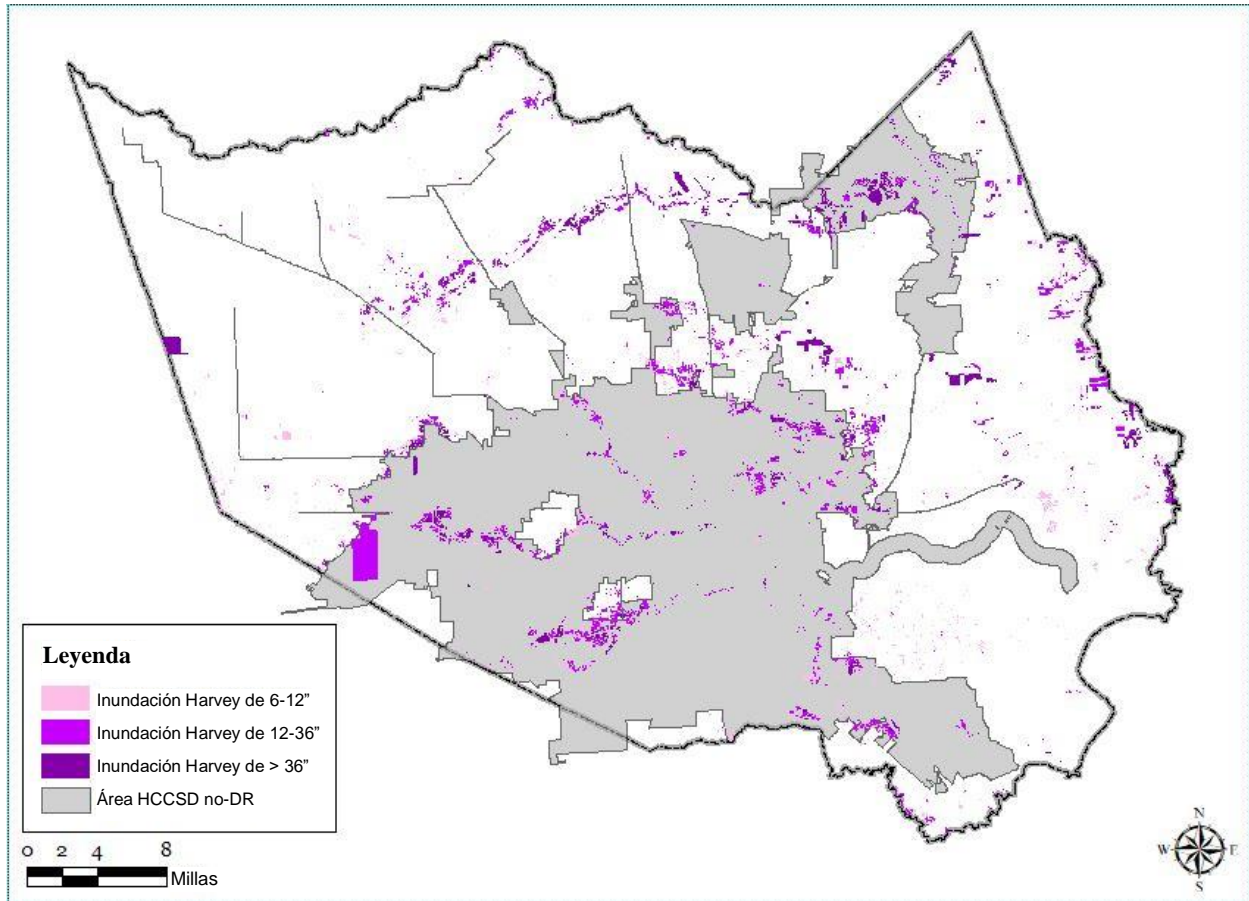 Leyenda
Inundación Harvey de 6-12”
Inundación Harvey de 12-36”
Inundación Harvey de > 36”
Área HCCSD no-DR
0 2 4 8
Millas
N
W E
S